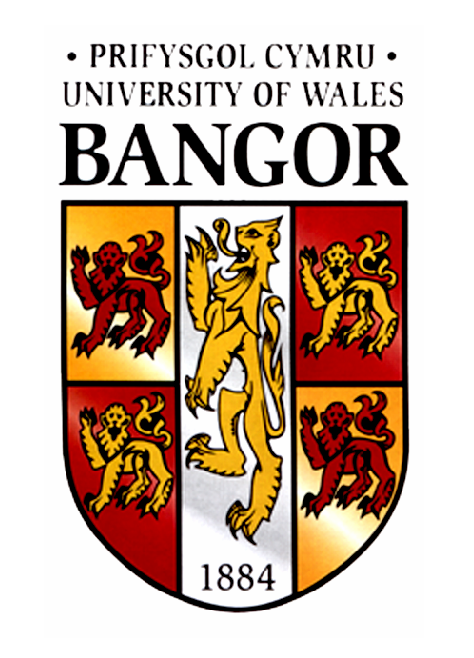 • PRIFYSGOL CYMRU •
UNIVERSITY OF WALES
BANGOR
1884